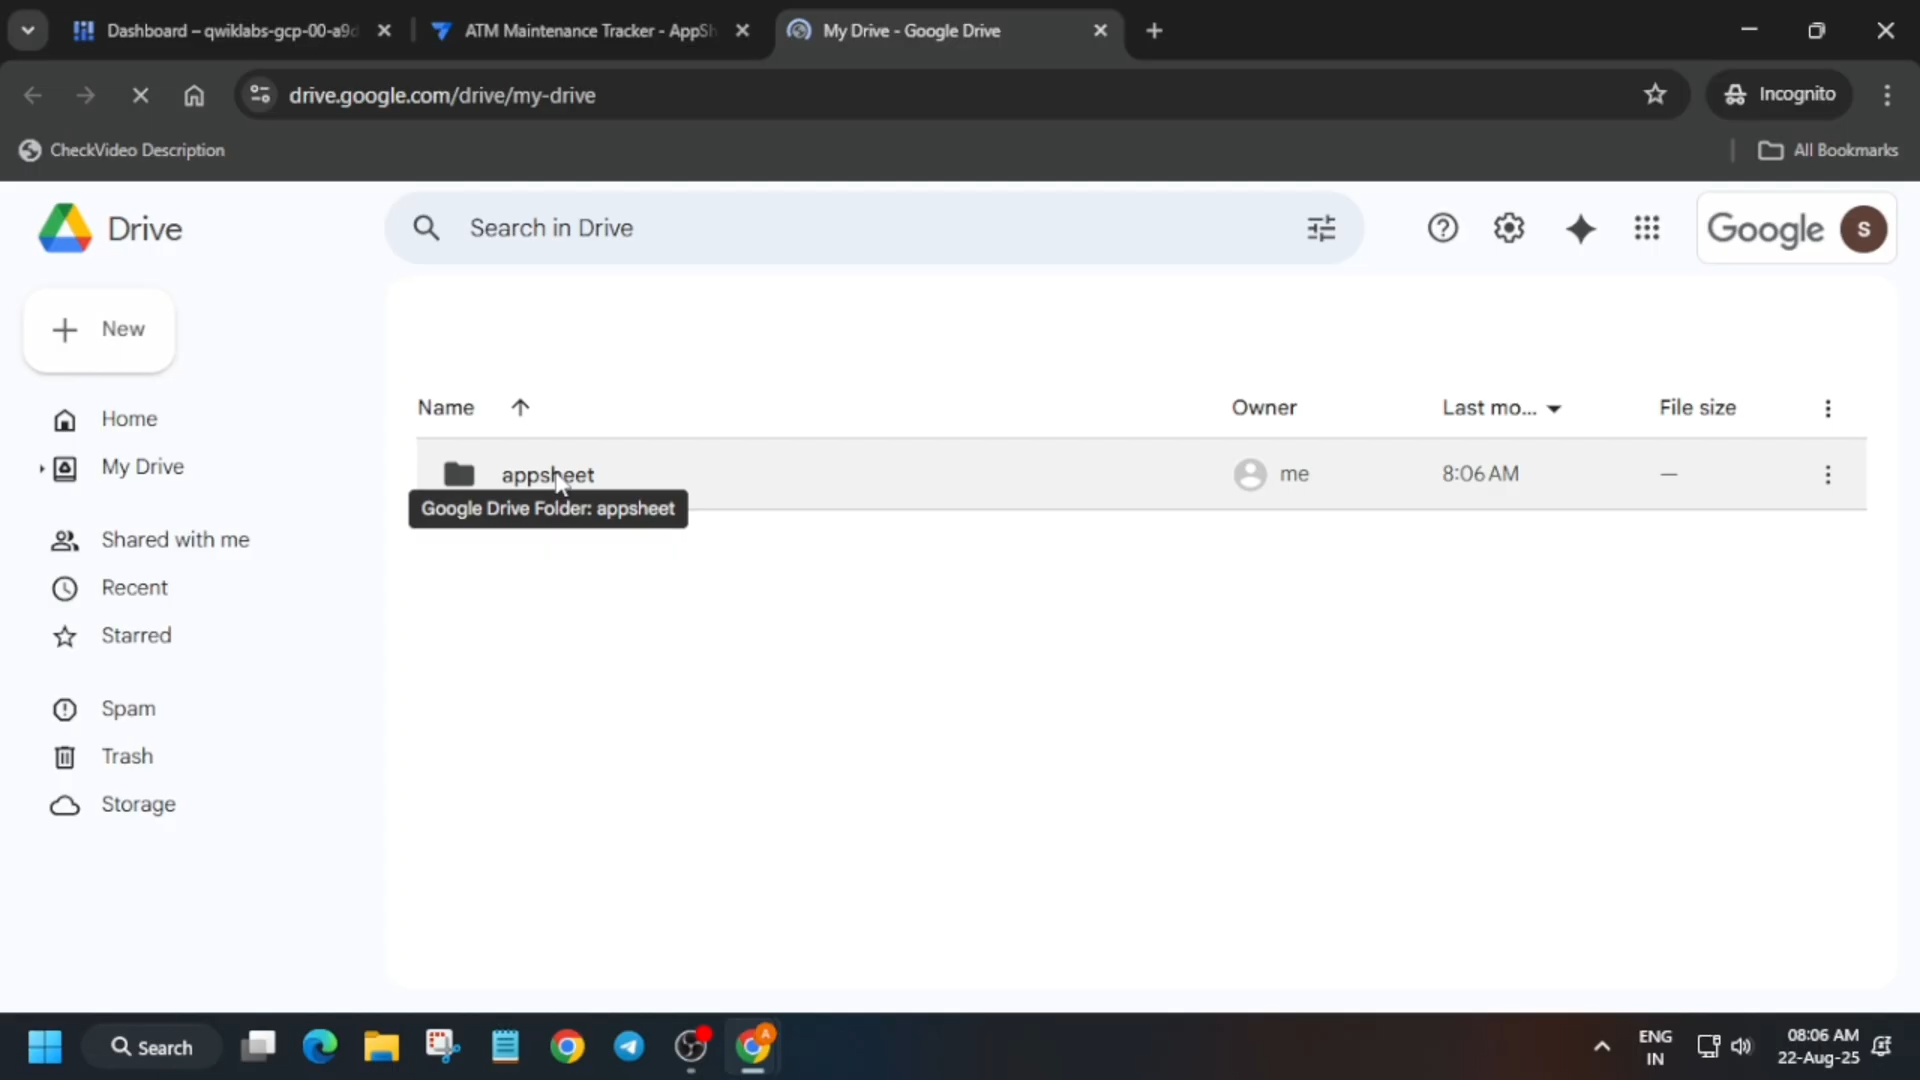 Dashboard – qwiklabs-gcp-00-a9d
ATM Maintenance Tracker - AppSh
My Drive - Google Drive
drive.google.com/drive/my-drive
Incognito
CheckVideo Description
All Bookmarks
Drive
Search in Drive
Google
S
New
Name
Owner
Last mo...
File size
Home
My Drive
appsheet
me
8:06 AM
—
Google Drive Folder: appsheet
Shared with me
Recent
Starred
Spam
Trash
Storage
Search
A
ENG
IN
08:06 AM
22-Aug-25